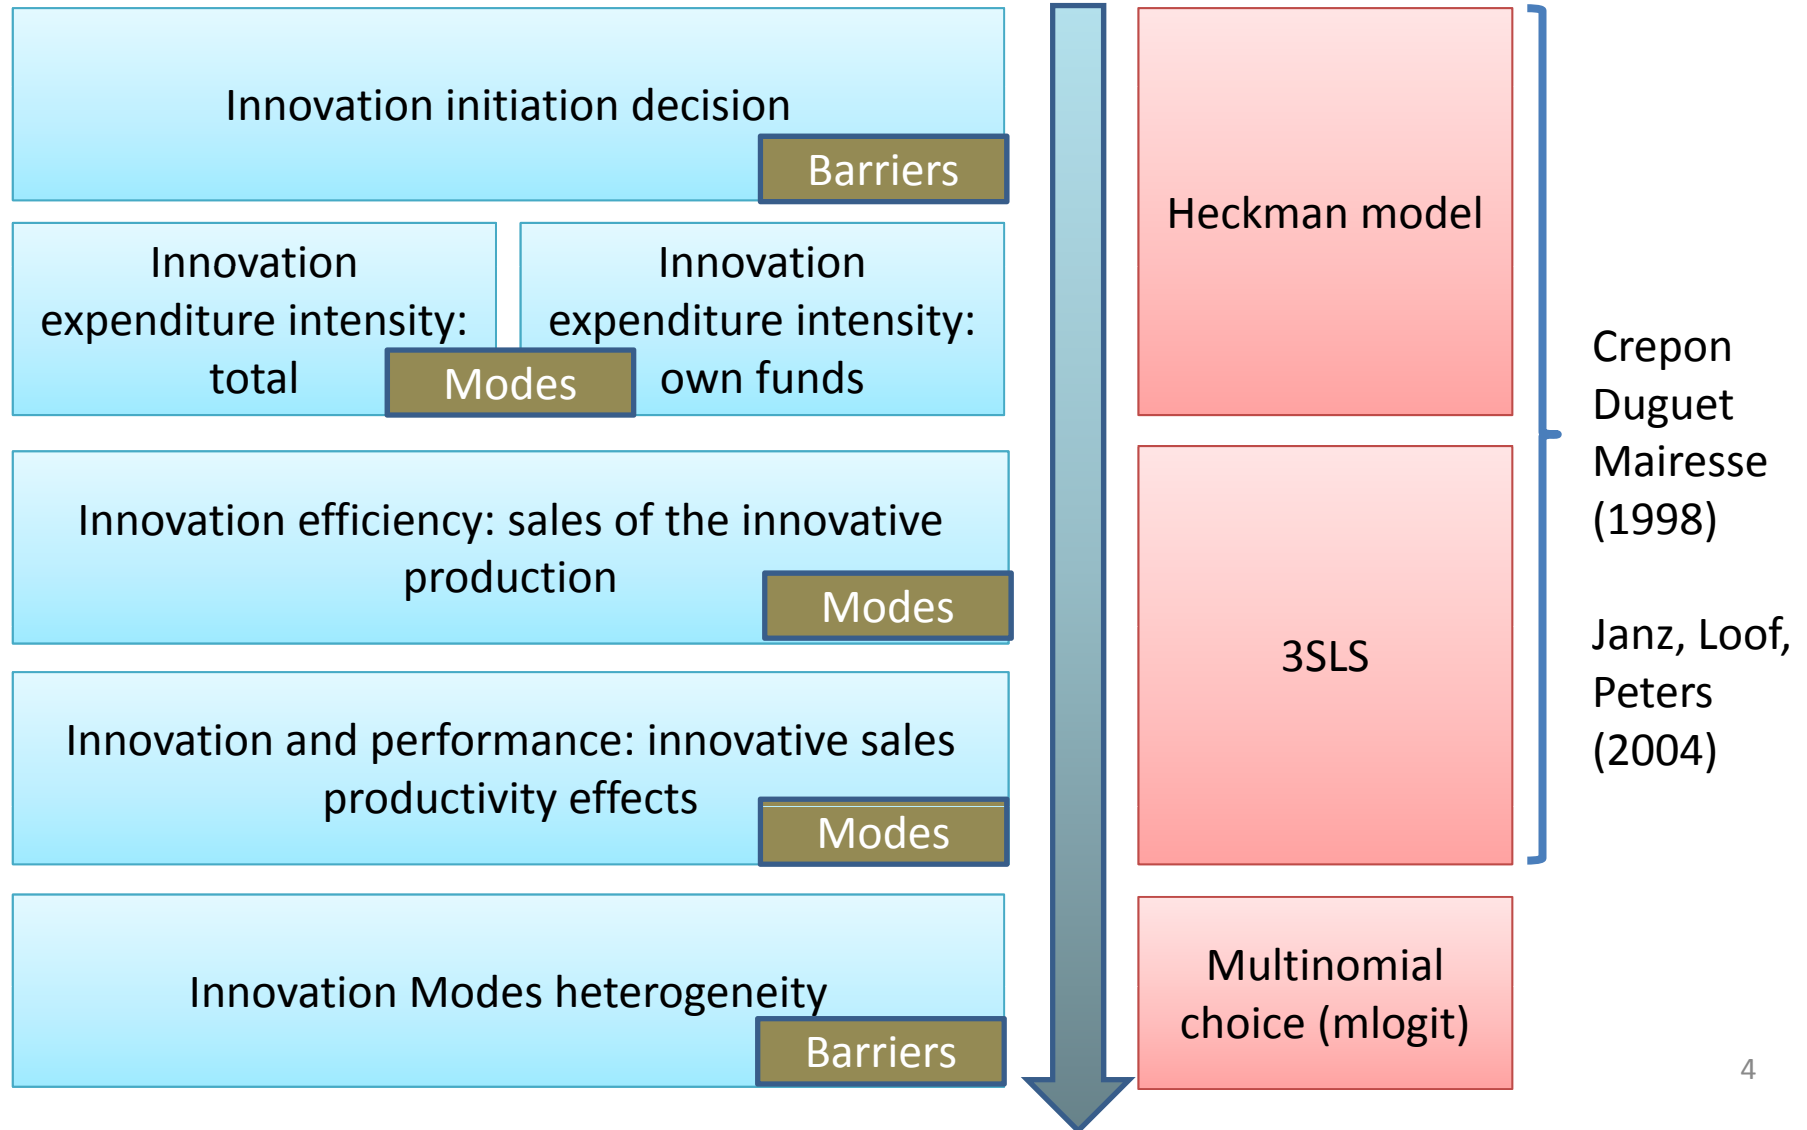 Innovation initiation decision
Barriers
Innovation
expenditure intensity:
total
Innovation
expenditure intensity:
own funds
Modes
Innovation efficiency: sales of the innovative
production
Modes
Innovation and performance: innovative sales
productivity effects
Modes
Innovation Modes heterogeneity
Barriers
Heckman model
3SLS
Multinomial
choice (mlogit)
Crepon
Duguet
Mairesse
(1998)
Janz, Loof,
Peters
(2004)
4